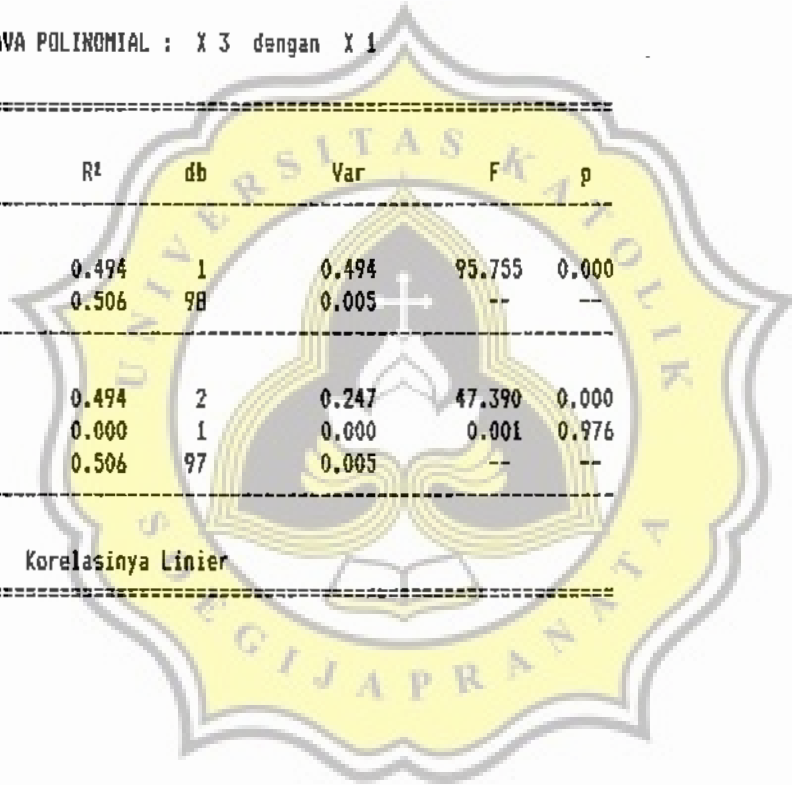 AVA POLINOMIAL : X 3 dengan X 1
R² db Var F p
0.494 1 0.494 95.755 0.000
0.506 98 0.005 -- --
0.494 2 0.247 47.390 0.000
0.000 1 0.000 0.001 0.976
0.506 97 0.005 -- --
Korelasinya Linier
UNIVERSITAS KATOLIK
SOEGIJAPRANATA